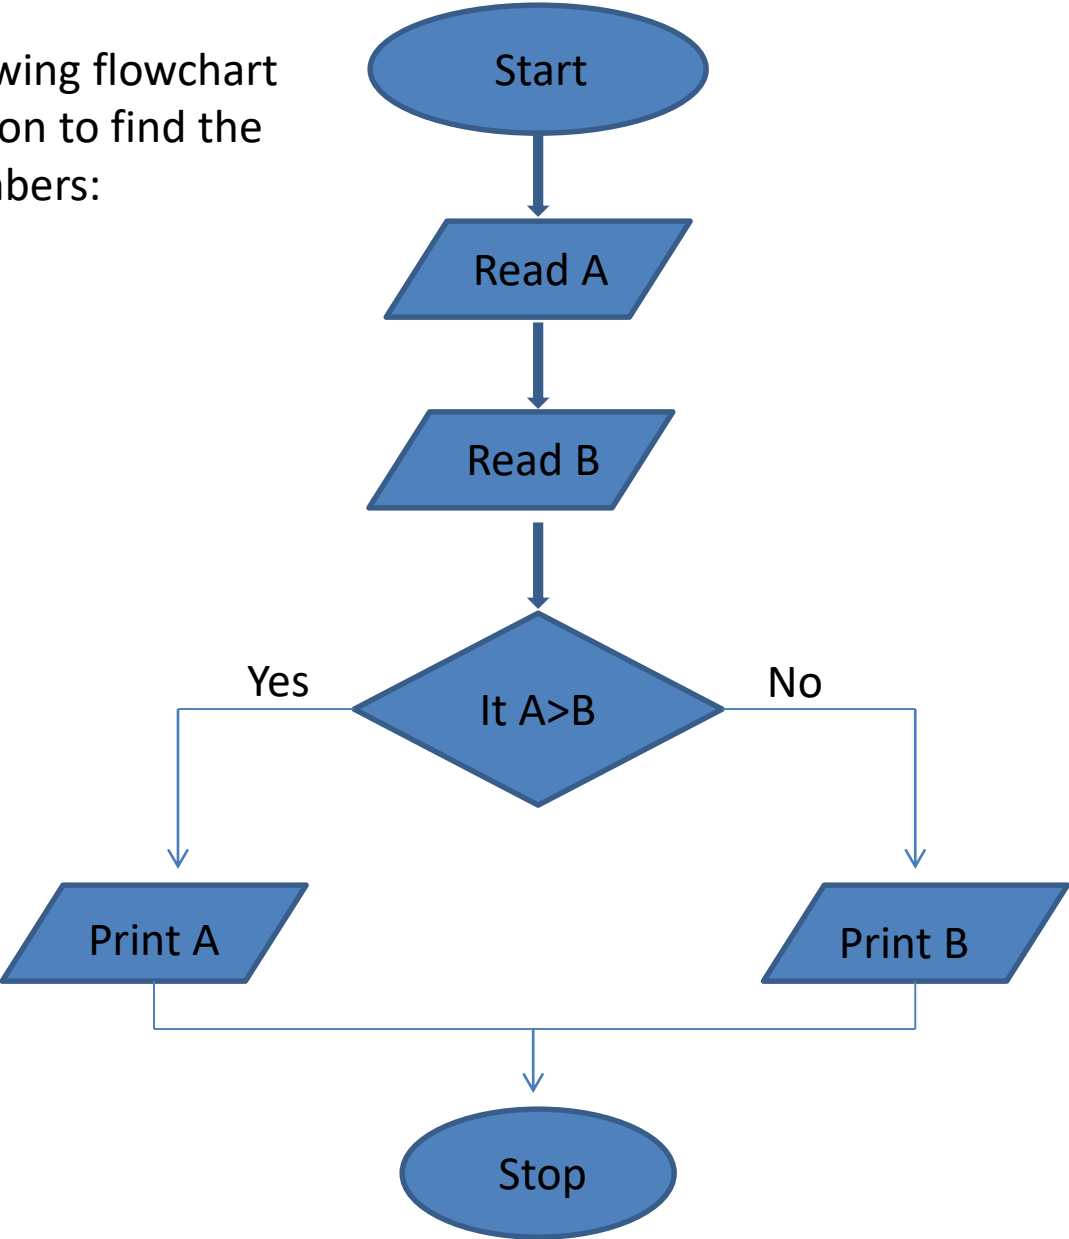 wing flowchart
on to find the
bers:
Start
Read A
Read B
It A>B
Yes
No
Print A
Print B
Stop